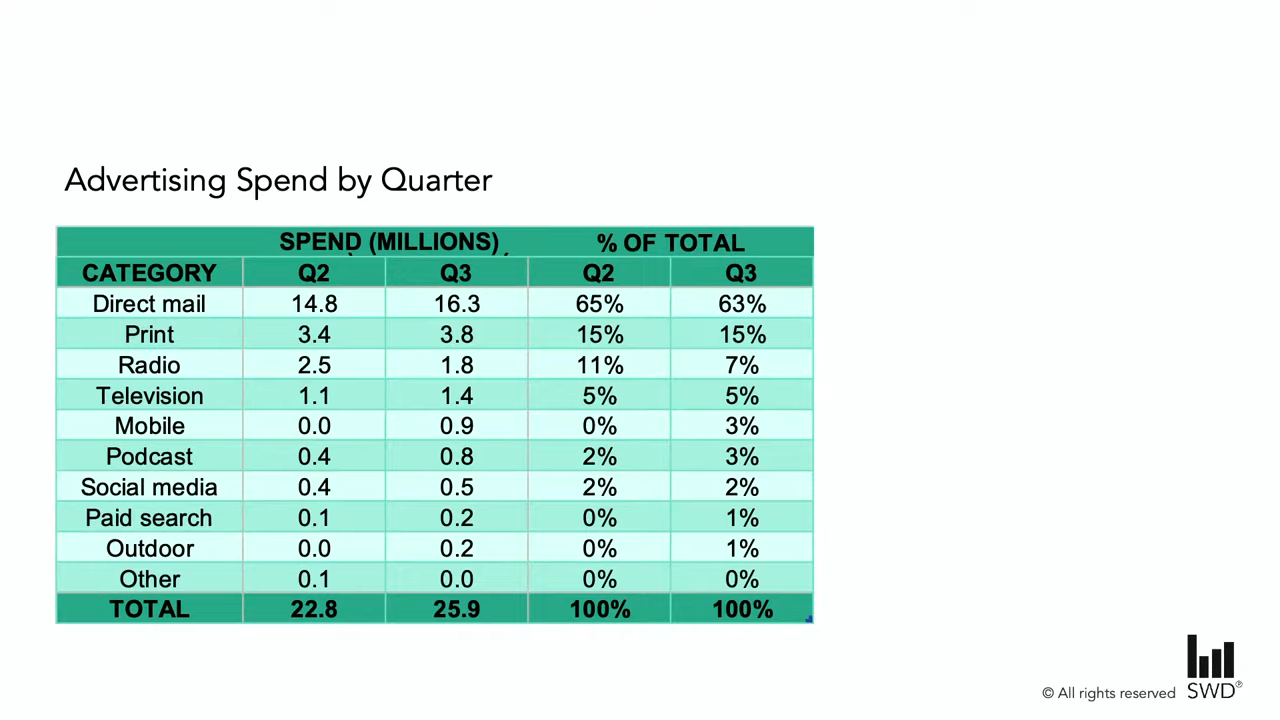 Advertising Spend by Quarter
SPEND (MILLIONS) % OF TOTAL
CATEGORY Q2 Q3 Q2 Q3
Direct mail 14.8 16.3 65% 63%
Print 3.4 3.8 15% 15%
Radio 2.5 1.8 11% 7%
Television 1.1 1.4 5% 5%
Mobile 0.0 0.9 0% 3%
Podcast 0.4 0.8 2% 3%
Social media 0.4 0.5 2% 2%
Paid search 0.1 0.2 0% 1%
Outdoor 0.0 0.2 0% 1%
Other 0.1 0.0 0% 0%
TOTAL 22.8 25.9 100% 100%
© All rights reserved SWD®